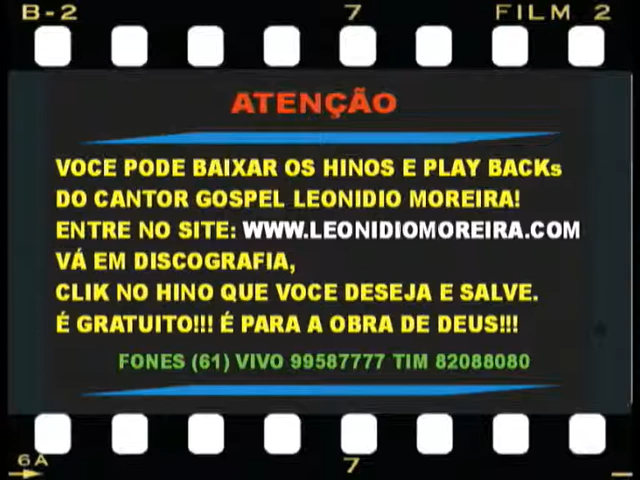 B-2 7 FILM 2
ATENÇÃO
VOCE PODE BAIXAR OS HINOS E PLAY BACKs
DO CANTOR GOSPEL LEONIDIO MOREIRA!
ENTRE NO SITE: WWW.LEONIDIOMOREIRA.COM
VÁ EM DISCOGRAFIA,
CLIK NO HINO QUE VOCE DESEJA E SALVE.
É GRATUITO!!! É PARA A OBRA DE DEUS!!!
FONES (61) VIVO 99587777 TIM 82088080
6A 7